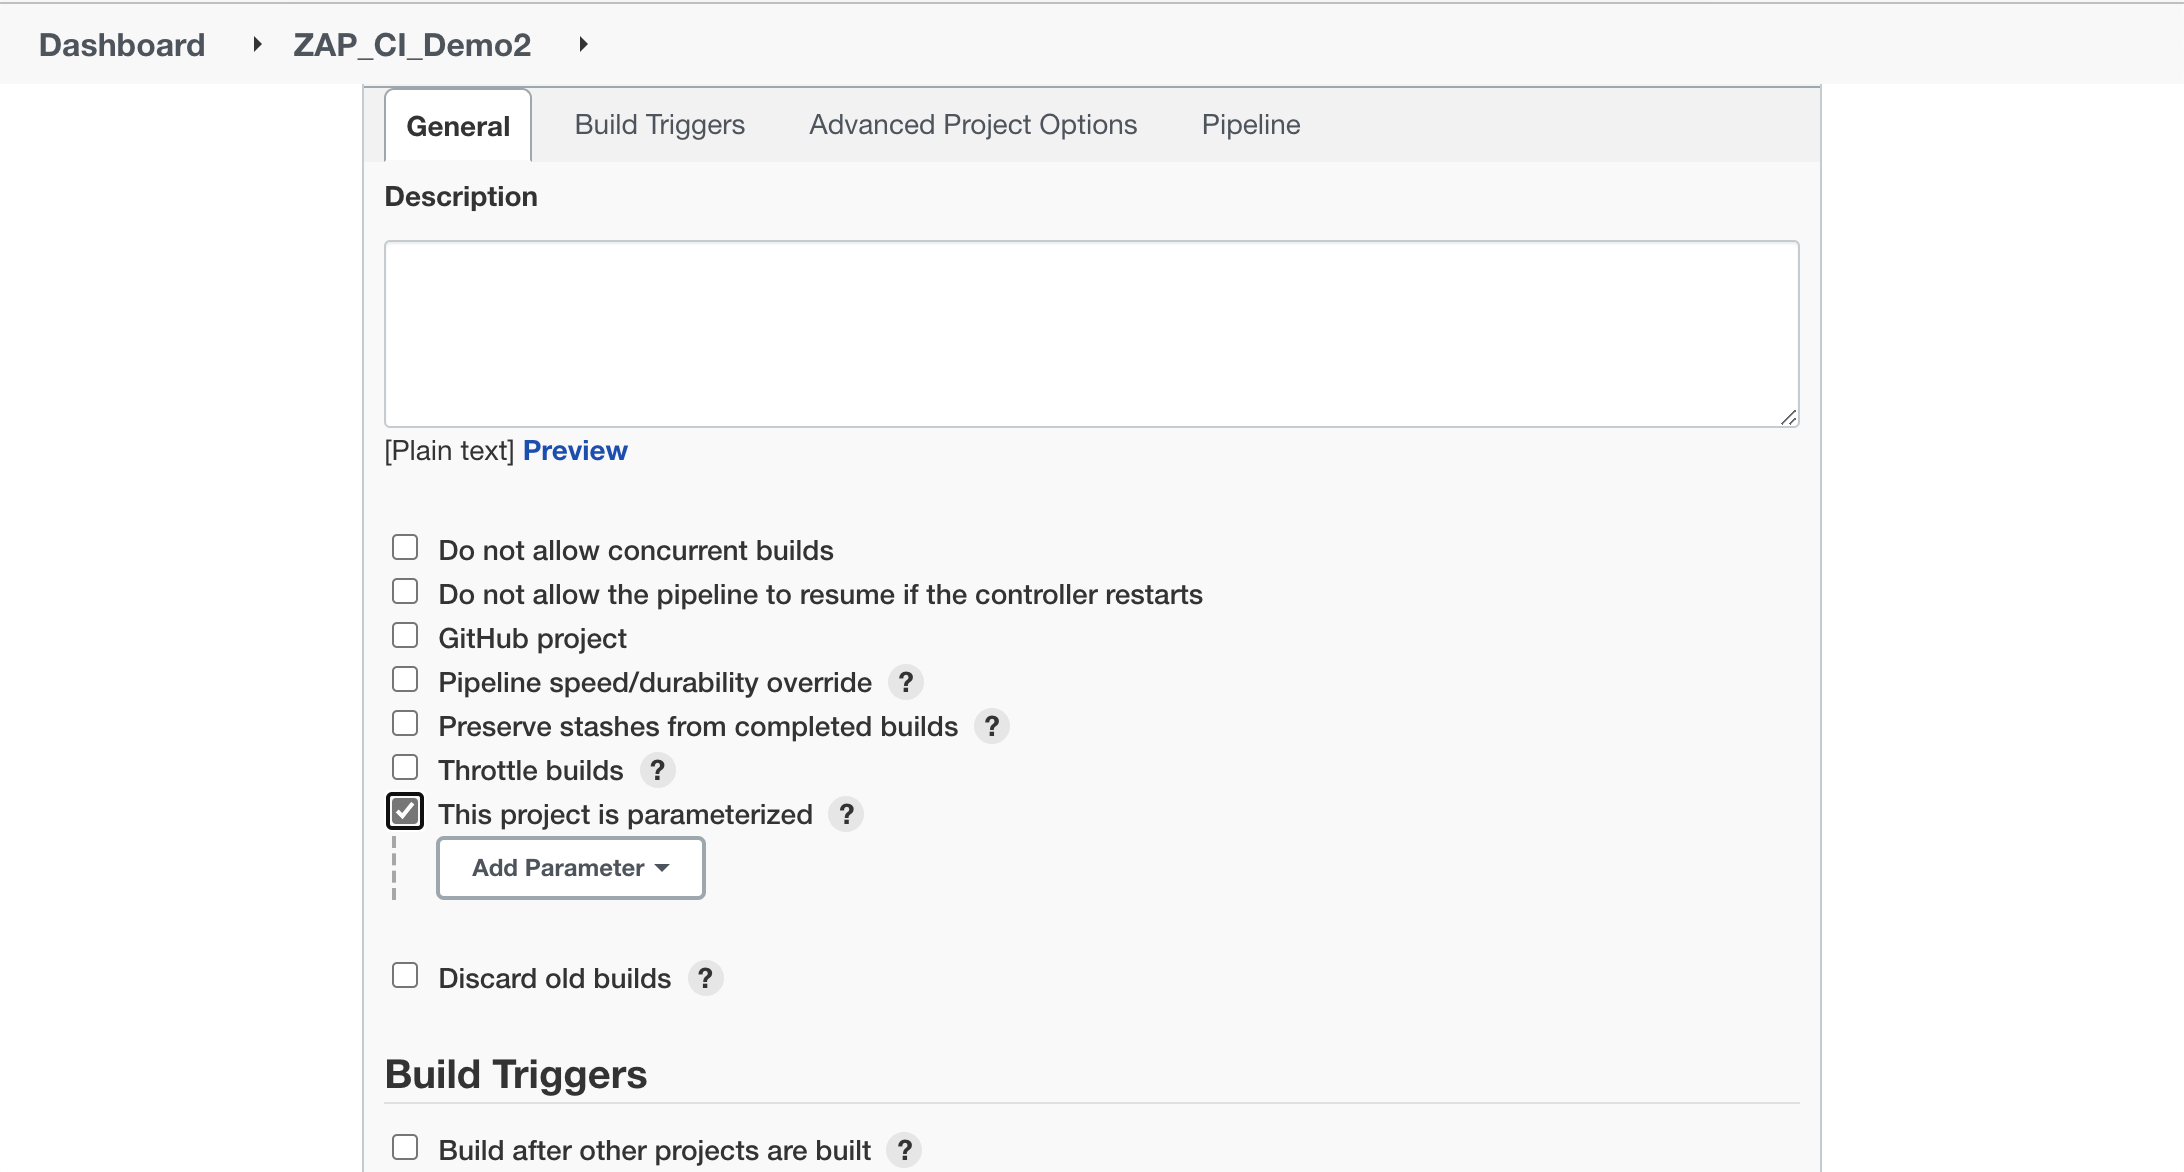 Dashboard ZAP_CI_Demo2
General Build Triggers Advanced Project Options Pipeline
Description
[Plain text] Preview
Do not allow concurrent builds
Do not allow the pipeline to resume if the controller restarts
GitHub project
Pipeline speed/durability override ?
Preserve stashes from completed builds ?
Throttle builds ?
This project is parameterized ?
Add Parameter
Discard old builds ?
Build Triggers
Build after other projects are built ?